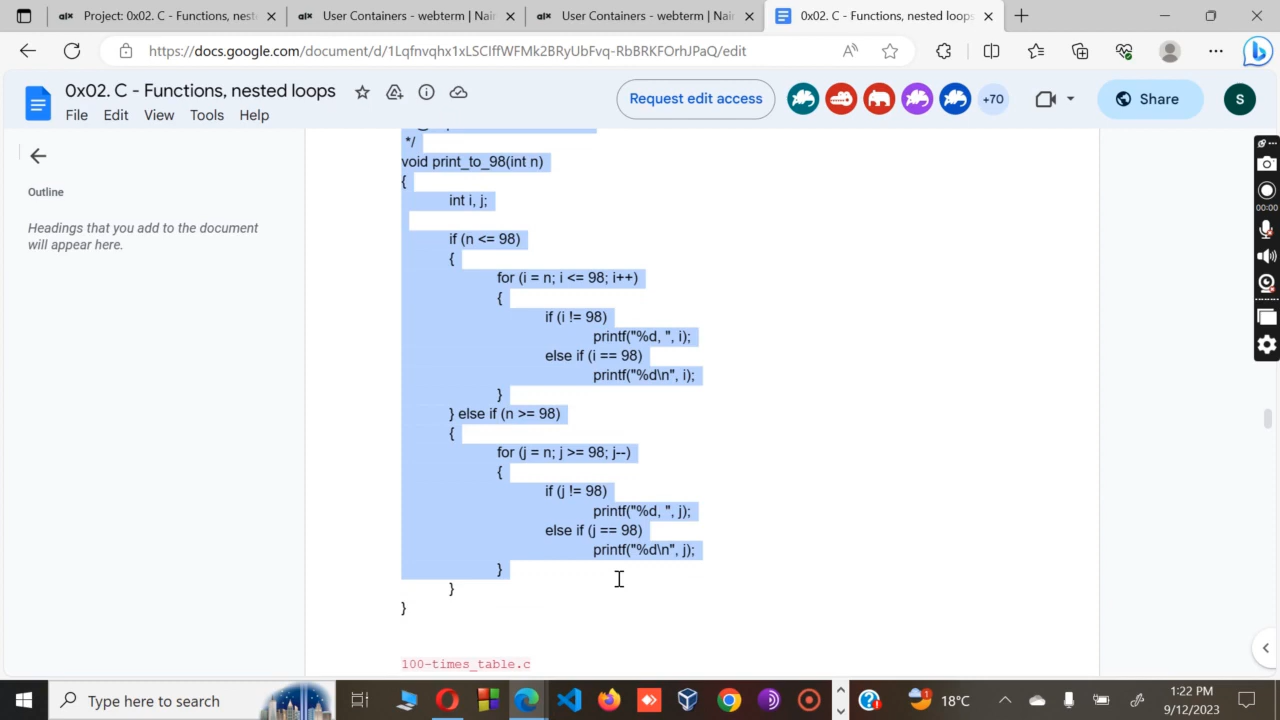 Project: 0x02. C - Functions, nest
User Containers - webterm | Nair
User Containers - webterm | Nair
0x02. C - Functions, nested loops
https://docs.google.com/document/d/1Lqfnvqhx1xLSCIffWFMk2BRyUbFvq-RbBRKFOrhJPaQ/edit
0x02. C - Functions, nested loops
File Edit View Tools Help
Request edit access
+70
Share
S
Outline
Headings that you add to the document
will appear here.
*/
void print_to_98(int n)
{
int i, j;
if (n <= 98)
{
for (i = n; i <= 98; i++)
{
if (i != 98)
printf("%d, ", i);
else if (i == 98)
printf("%d\n", i);
}
} else if (n >= 98)
{
for (j = n; j >= 98; j--)
{
if (j != 98)
printf("%d, ", j);
else if (j == 98)
printf("%d\n", j);
}
}
}
100-times_table.c
00:00
Type here to search
1
18°C
1:22 PM
9/12/2023